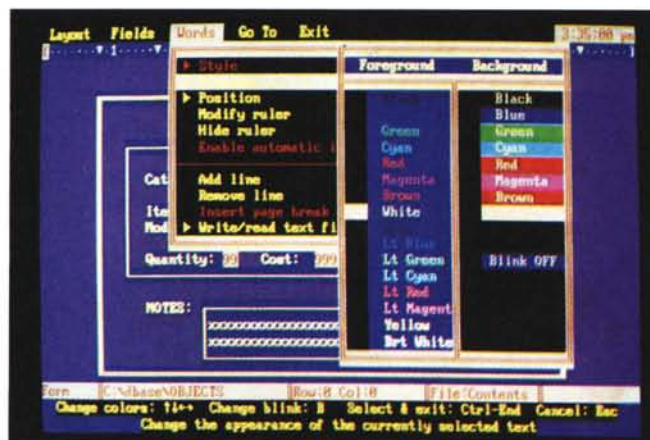 Layout Fields Words Go To Exit 3:35:00 pm
▶ Style
▶ Position
Modify ruler
Hide ruler
Enable automatic
Add line
Remove line
Insert page break
▶ Write/read text fi
Foreground Background
Black
Blue
Green Green
Cyan Cyan
Red Red
Magenta Magenta
Brown Brown
White
Lt Blue
Lt Green Blink OFF
Lt Cyan
Lt Red
Lt Magent
Yellow
Brt White
Cat
Ite
Mod
Quantity: 99 Cost: 999
NOTES:
XXXXXXXXXXXXXXXXX
XXXXXXXXXXXXXXXXX
Form C:\dbase\OBJECTS Row:0 Col:0 File:Contents
Change colors: ↑↓←→ Change blink: B Select & exit: Ctrl-End Cancel: Esc
Change the appearance of the currently selected text